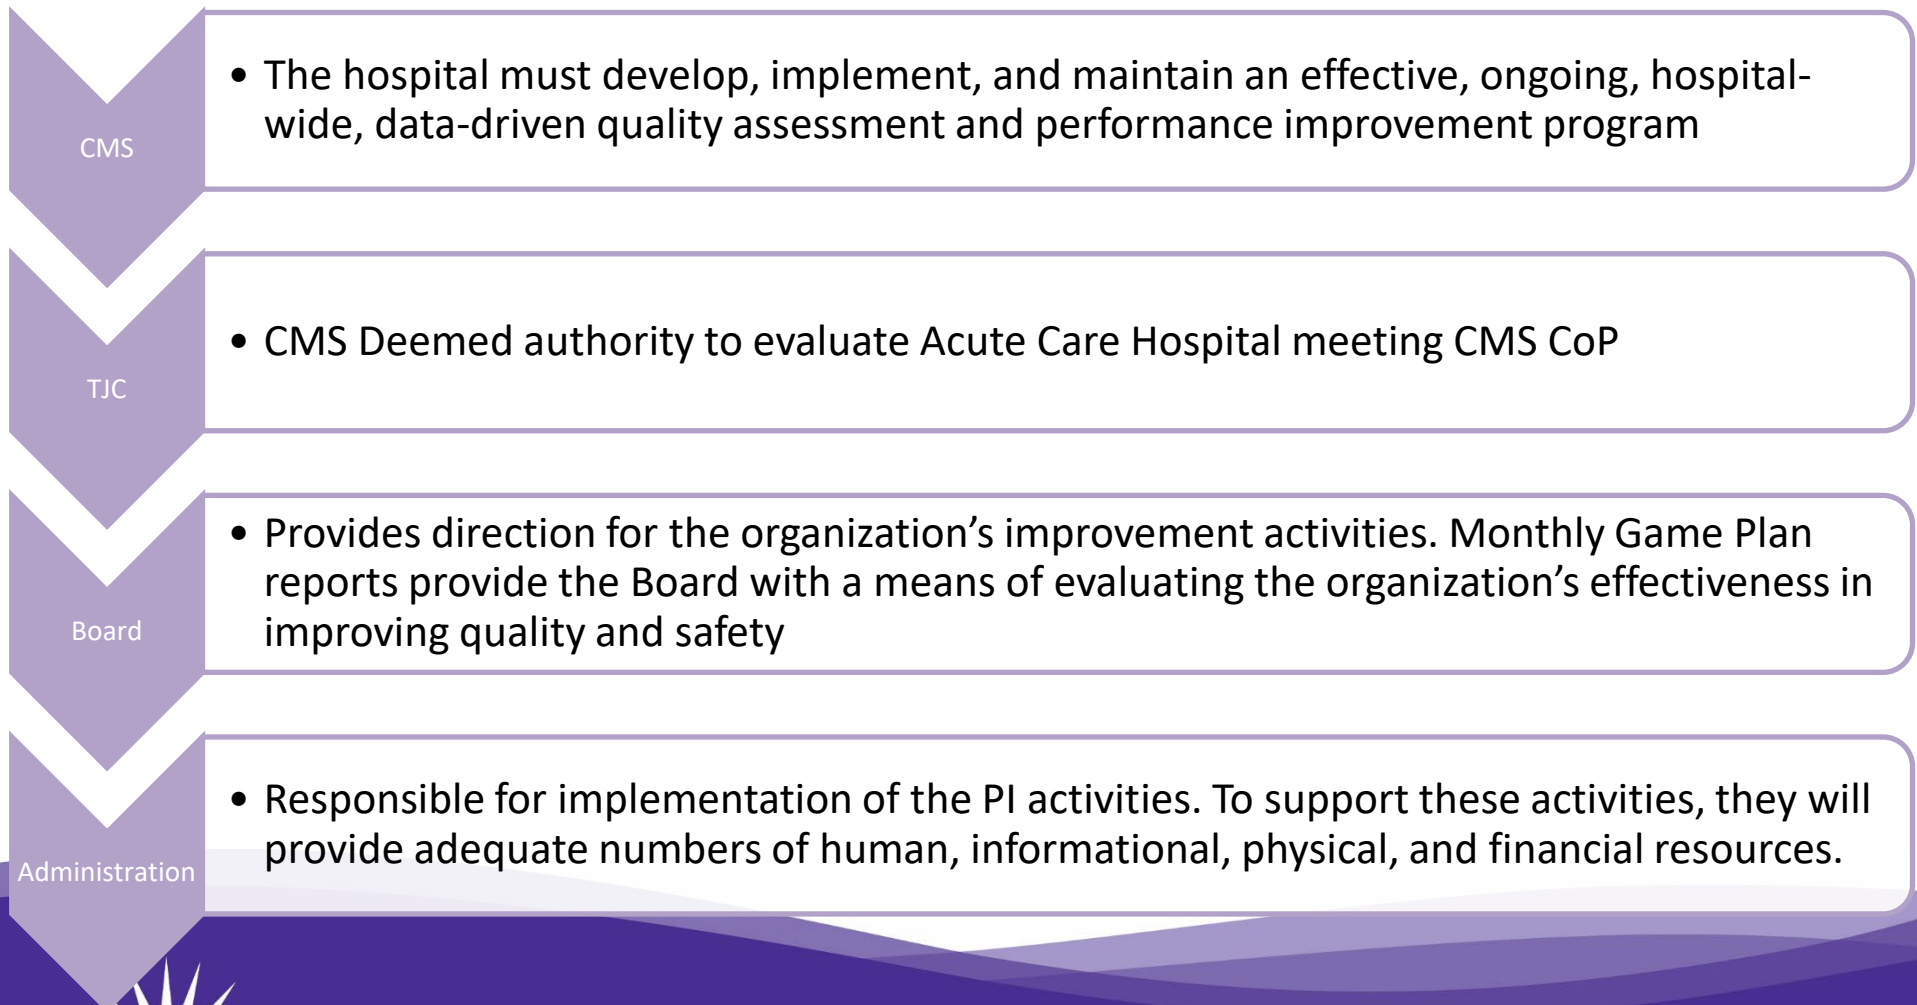 CMS
• The hospital must develop, implement, and maintain an effective, ongoing, hospital-
wide, data-driven quality assessment and performance improvement program
TJC
• CMS Deemed authority to evaluate Acute Care Hospital meeting CMS CoP
Board
• Provides direction for the organization’s improvement activities. Monthly Game Plan
reports provide the Board with a means of evaluating the organization’s effectiveness in
improving quality and safety
Administration
• Responsible for implementation of the PI activities. To support these activities, they will
provide adequate numbers of human, informational, physical, and financial resources.